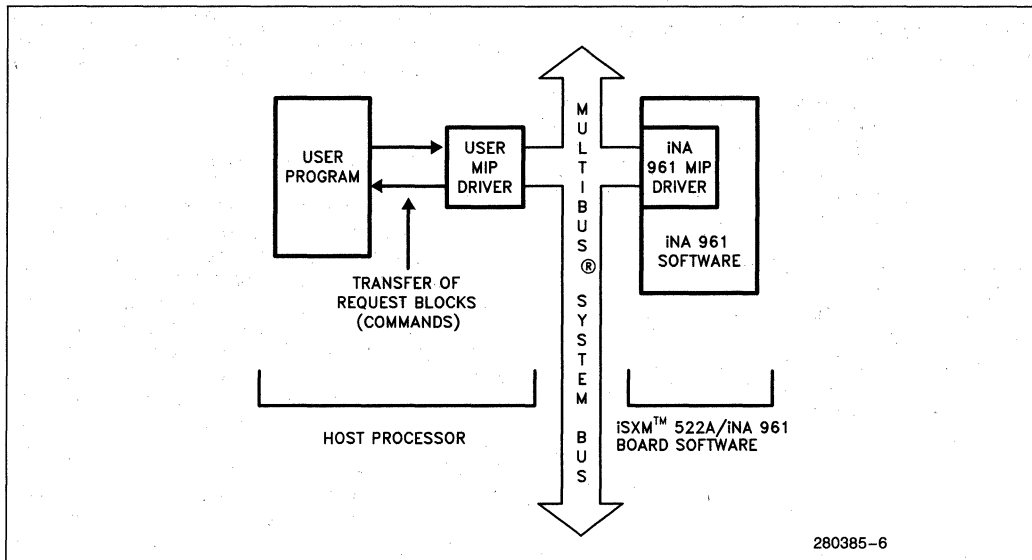 USER
PROGRAM
USER
MIP
DRIVER
TRANSFER OF
REQUEST BLOCKS
(COMMANDS)
HOST PROCESSOR
MULTIBUS® SYSTEM BUS
iNA
961 MIP
DRIVER
iNA 961
SOFTWARE
iSXM™ 522A/iNA 961
BOARD SOFTWARE
280385-6